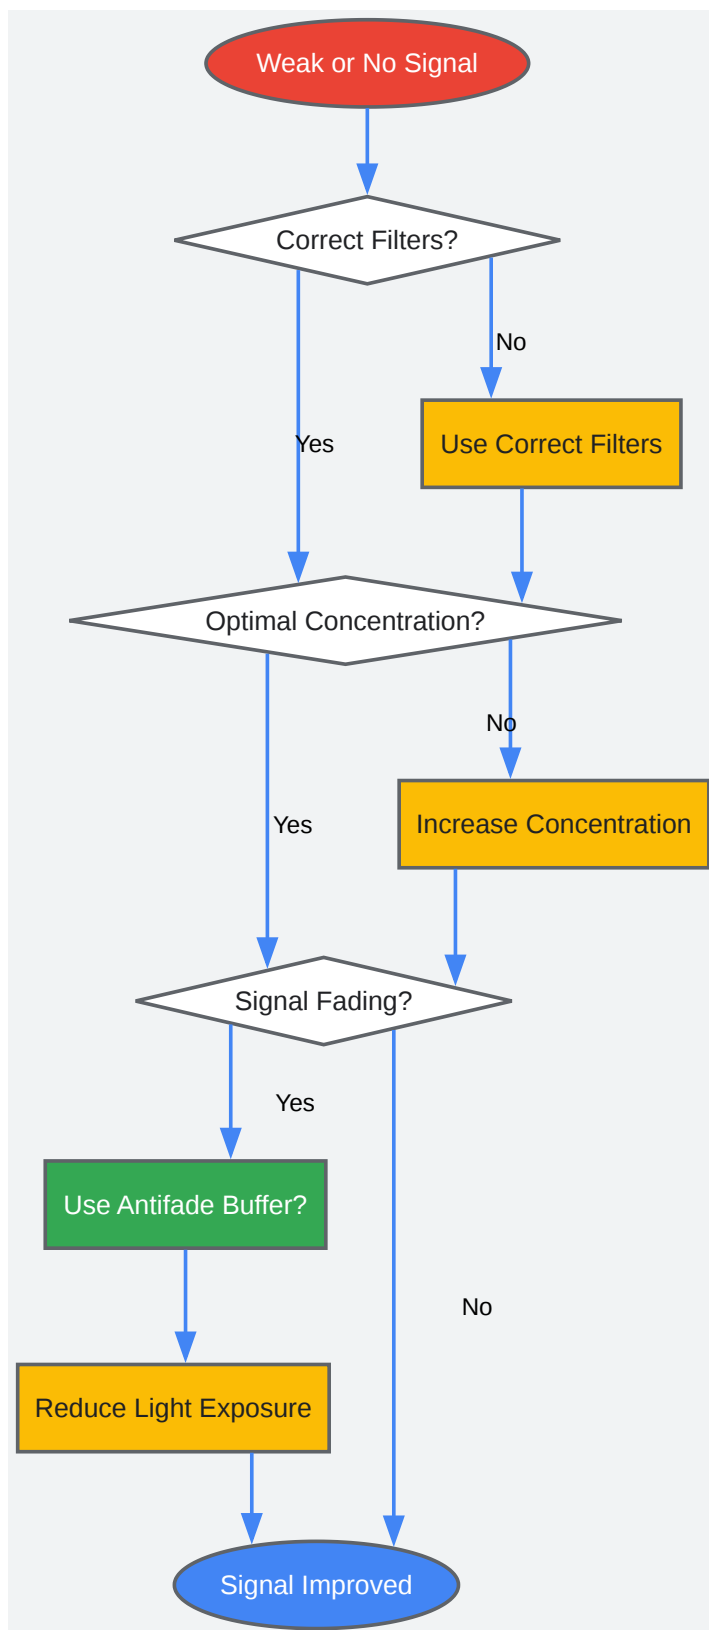 Weak or No Signal
Correct Filters?
No
Yes
Use Correct Filters
Optimal Concentration?
No
Yes
Increase Concentration
Signal Fading?
Yes
Use Antifade Buffer?
No
Reduce Light Exposure
Signal Improved